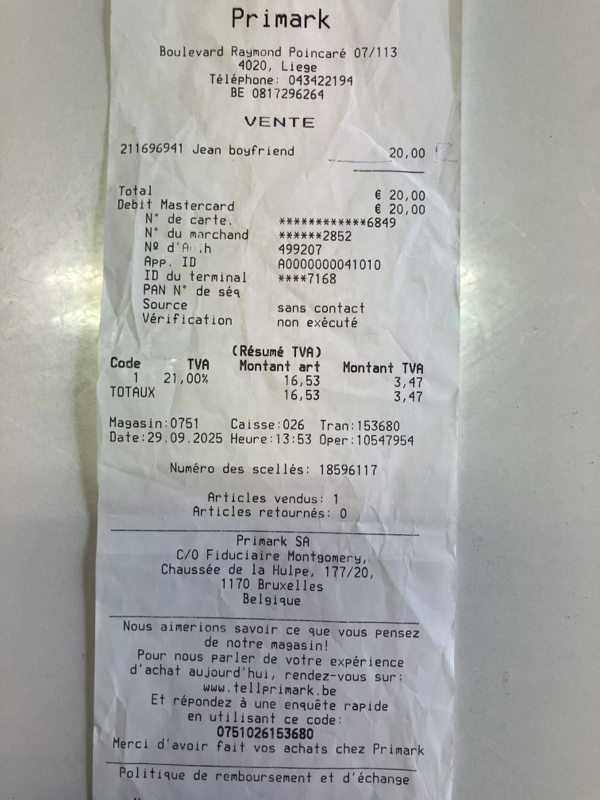 Primark
Boulevard Raymond Poincaré 07/113
4020, Liege
Téléphone: 043422194
BE 0817296264
VENTE
211696941 Jean boyfriend 20,00
Total € 20,00
Debit Mastercard € 20,00
N° de carte. ************6849
N° du marchand ******2852
Nº 499207
App. ID A0000000041010
ID du terminal ****7168
PAN N° de séq
Source sans contact
Vérification non exécuté
(Résumé TVA)
Code TVA Montant art Montant TVA
1 21,00% 16,53 3,47
TOTAUX 16,53 3,47
Magasin:0751 Caisse:026 Tran:153680
Date:29.09.2025 Heure:13:53 Oper:10547954
Numéro des scellés: 18596117
Articles vendus: 1
Articles retournés: 0
Primark SA
C/O Fiduciaire Montgomery,
Chaussée de la Hulpe, 177/20,
1170 Bruxelles
Belgique
Nous aimerions savoir ce que vous pensez
de notre magasin!
Pour nous parler de votre expérience
d'achat aujourd'hui, rendez-vous sur:
www.tellprimark.be
Et répondez à une enquête rapide
en utilisant ce code:
0751026153680
Merci d'avoir fait vos achats chez Primark
Politique de remboursement et d'échange